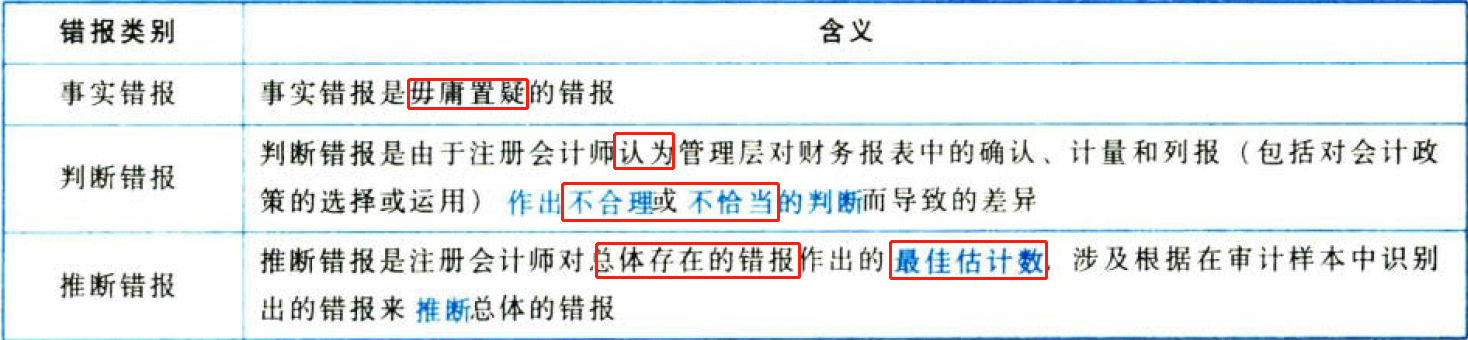 错报类别 含义
事实错报 事实错报是毋庸置疑的错报
判断错报是由于注册会计师认为管理层对财务报表中的确认、计量和列报（包括对会计政
判断错报
策的选择或运用）作出不合理或不恰当的判断而导致的差异
推断错报是注册会计师对总体存在的错报作出的最佳估计数，涉及根据在审计样本中识别
推断错报
出的错报来推断总体的错报